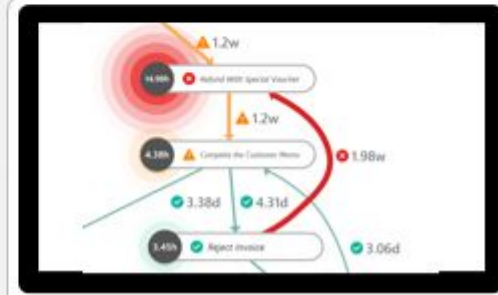 1.2w
14.98h Refund With Special Voucher
1.2w
4.38h Complete the Customer Memo
1.98w
3.38d 4.31d
3.45h Reject Invoice
3.06d